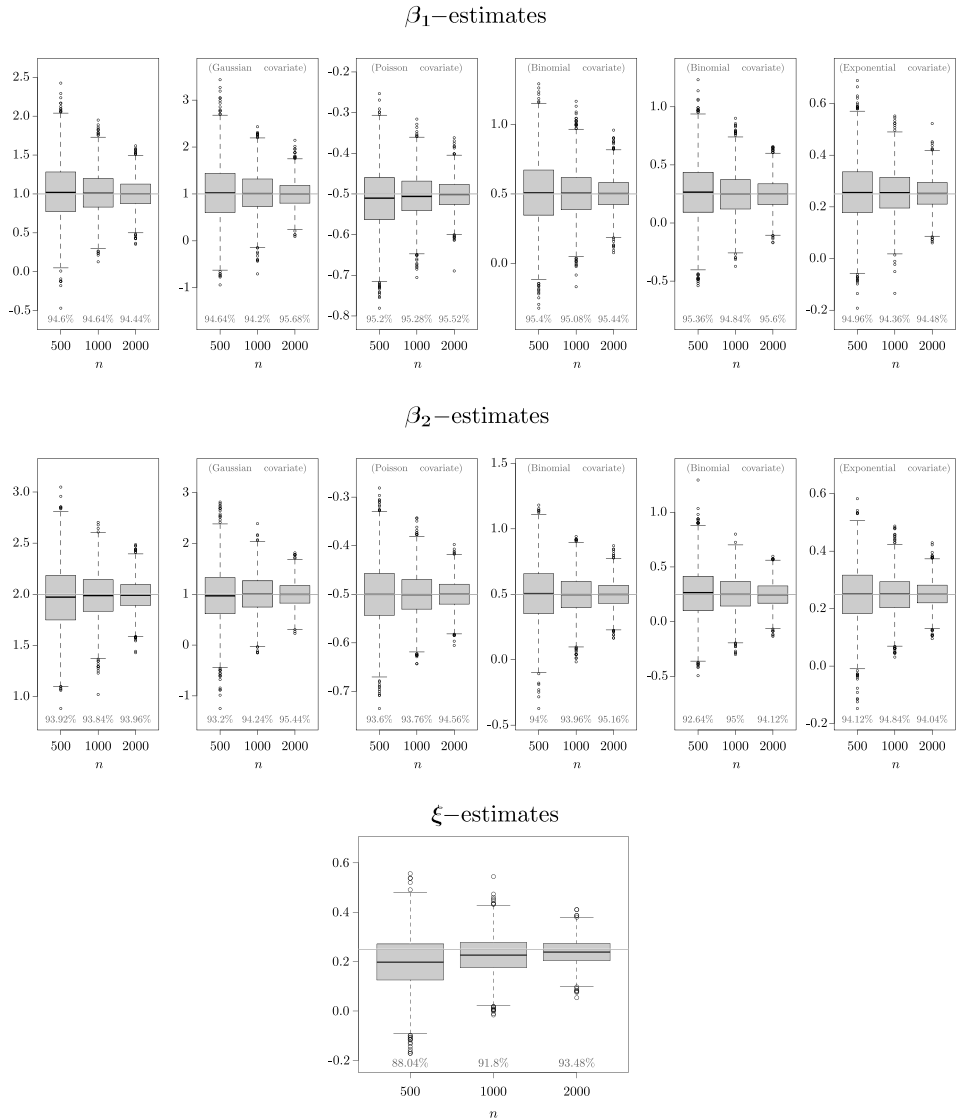 β1−estimates
(Gaussian covariate) (Poisson covariate) (Binomial covariate) (Binomial covariate) (Exponential covariate)
2.5 2.0 1.5 1.0 0.5 0.0 -0.5
3 2 1 0 -1
-0.2 -0.3 -0.4 -0.5 -0.6 -0.7 -0.8
1.0 0.5 0.0
1.0 0.5 0.0 -0.5
0.6 0.4 0.2 0.0 -0.2
94.6% 94.64% 94.44% 94.64% 94.2% 95.68% 95.2% 95.28% 95.52% 95.4% 95.08% 95.44% 95.36% 94.84% 95.6% 94.96% 94.36% 94.48%
500 1000 2000 500 1000 2000 500 1000 2000 500 1000 2000 500 1000 2000 500 1000 2000
n n n n n n
β2−estimates
(Gaussian covariate) (Poisson covariate) (Binomial covariate) (Binomial covariate) (Exponential covariate)
3.0 2.5 2.0 1.5 1.0
3 2 1 0 -1
-0.3 -0.4 -0.5 -0.6 -0.7
1.5 1.0 0.5 0.0 -0.5
1.0 0.5 0.0 -0.5
0.6 0.4 0.2 0.0 -0.2
93.92% 93.84% 93.96% 93.2% 94.24% 95.44% 93.6% 93.76% 94.56% 94% 93.96% 95.16% 92.64% 95% 94.12% 94.12% 94.84% 94.04%
500 1000 2000 500 1000 2000 500 1000 2000 500 1000 2000 500 1000 2000 500 1000 2000
n n n n n n
ξ−estimates
0.6
0.4
0.2
0.0
-0.2
88.04% 91.8% 93.48%
500 1000 2000
n